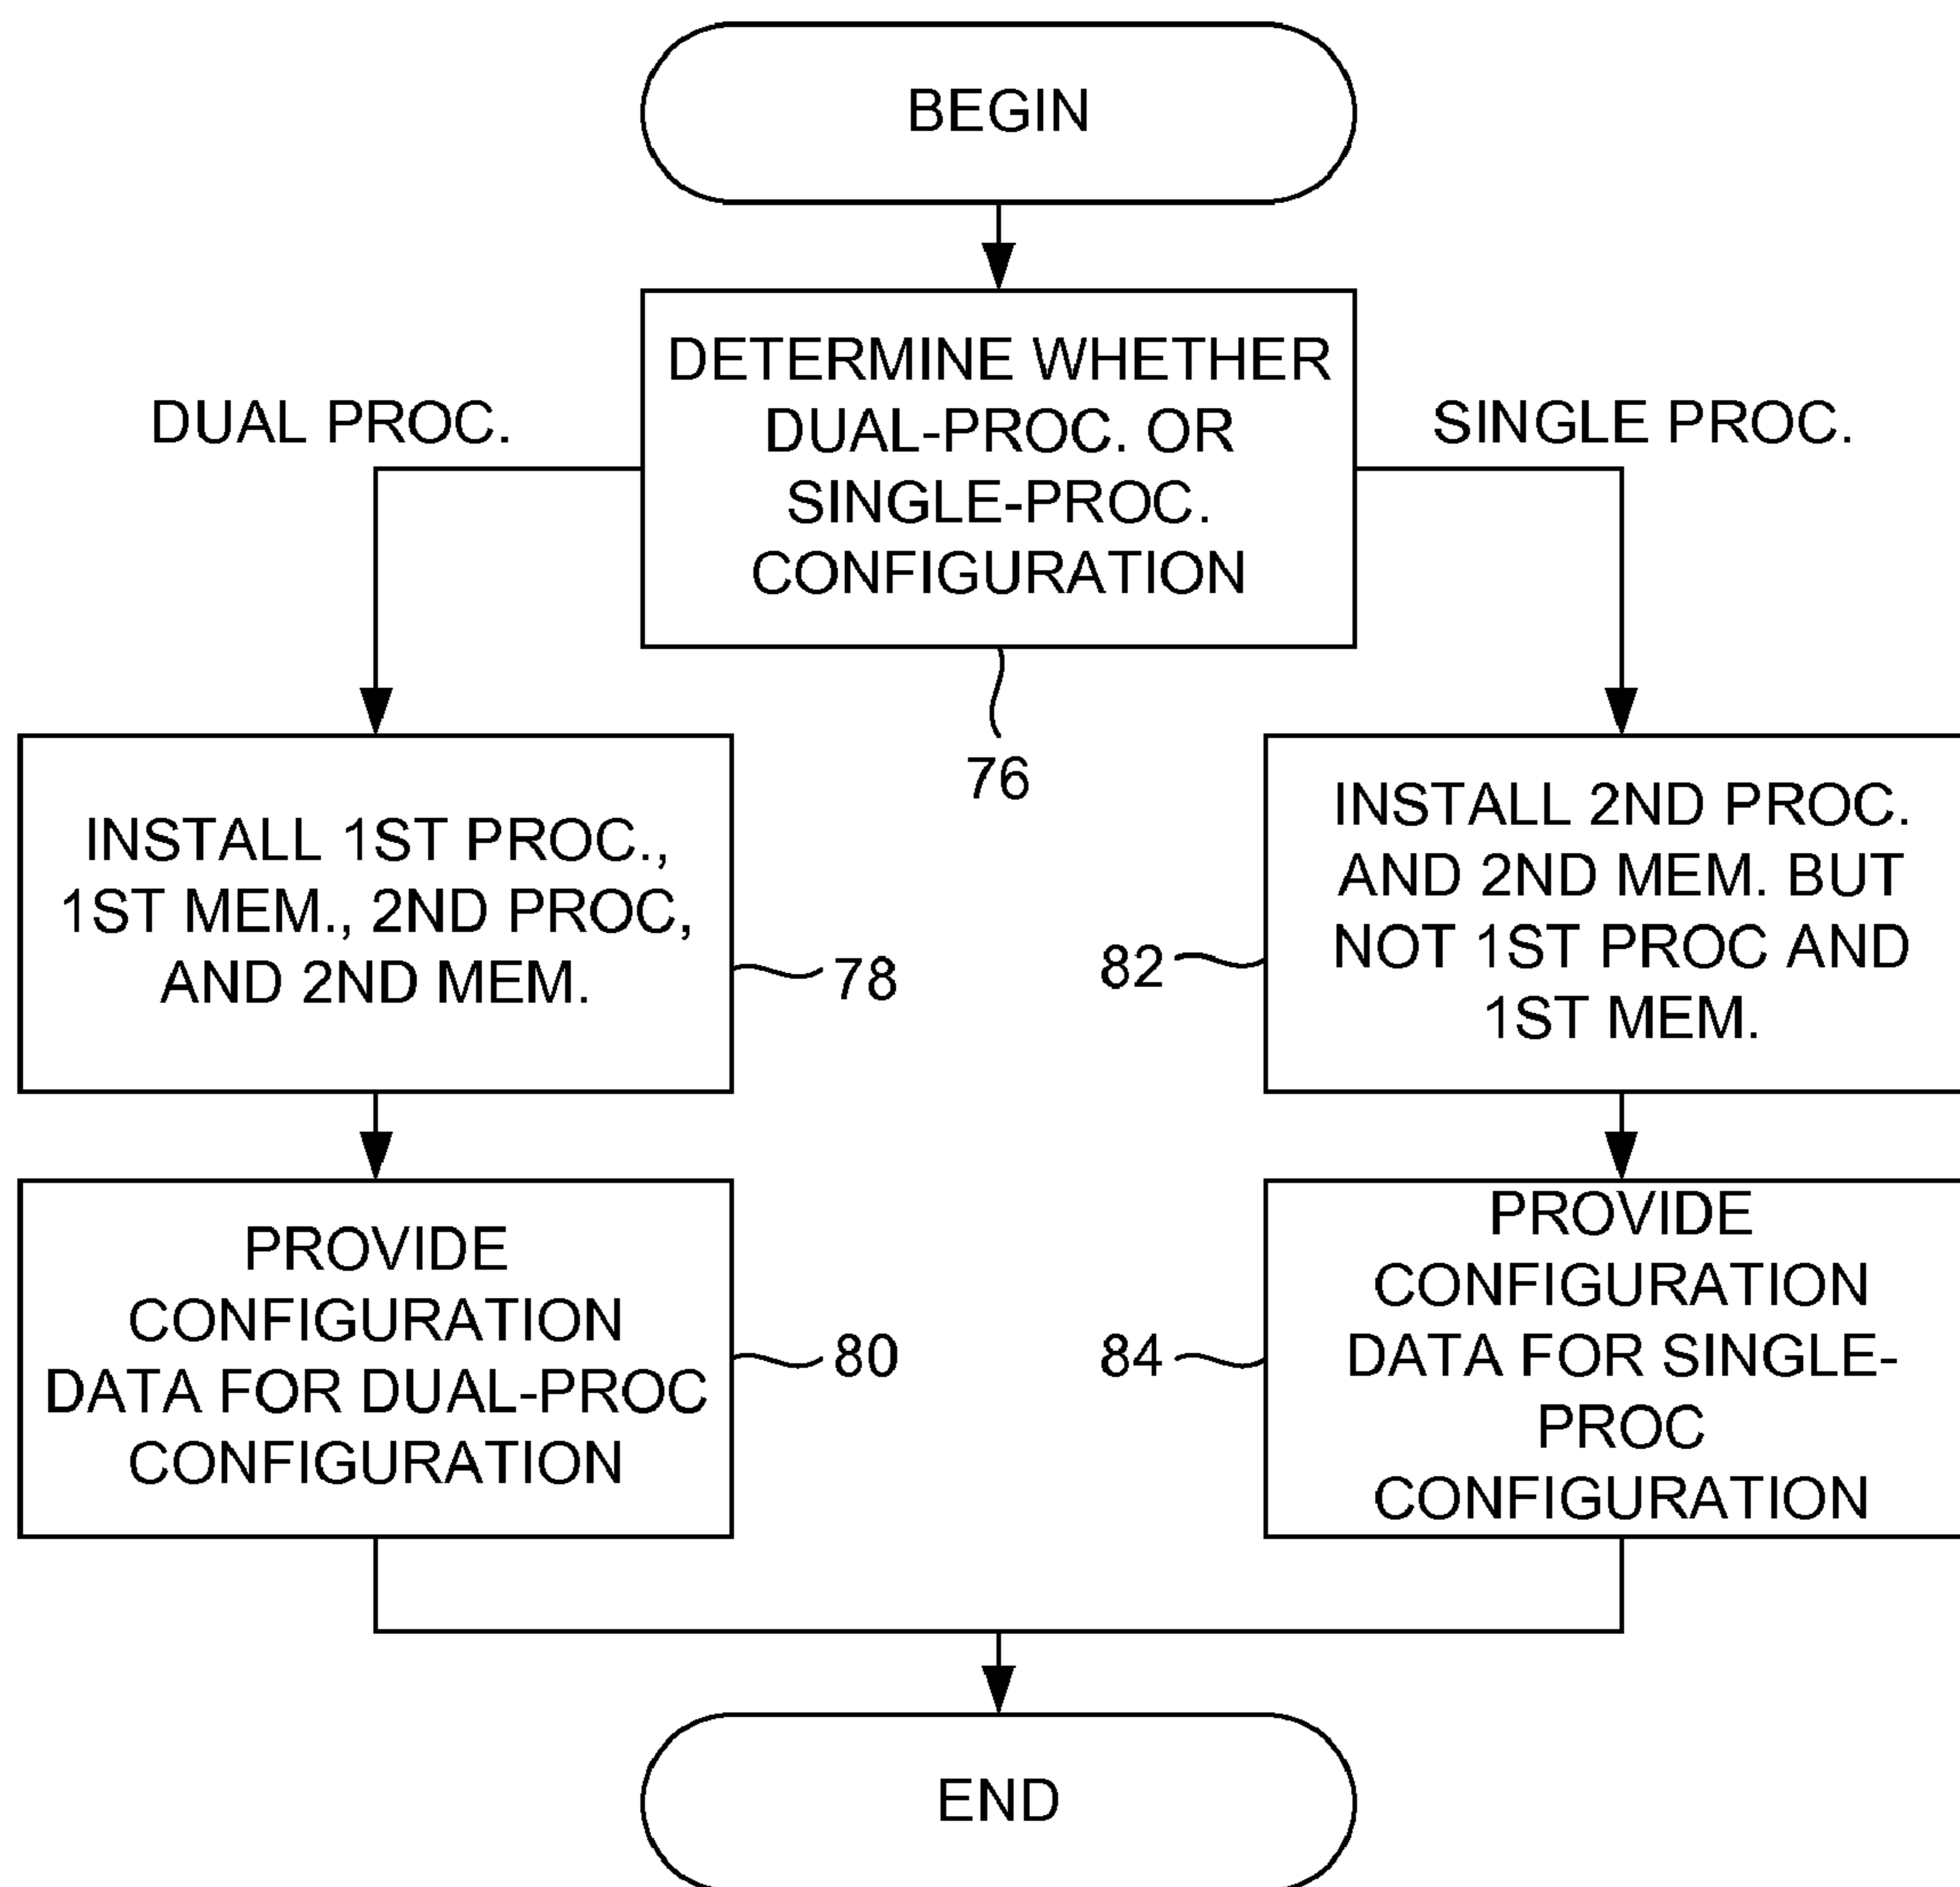 BEGIN
DETERMINE WHETHER
DUAL-PROC. OR
SINGLE-PROC.
CONFIGURATION
DUAL PROC.
SINGLE PROC.
76
INSTALL 1ST PROC.,
1ST MEM., 2ND PROC,
AND 2ND MEM.
78
82
INSTALL 2ND PROC.
AND 2ND MEM. BUT
NOT 1ST PROC AND
1ST MEM.
PROVIDE
CONFIGURATION
DATA FOR DUAL-PROC
CONFIGURATION
80
84
PROVIDE
CONFIGURATION
DATA FOR SINGLE-
PROC
CONFIGURATION
END